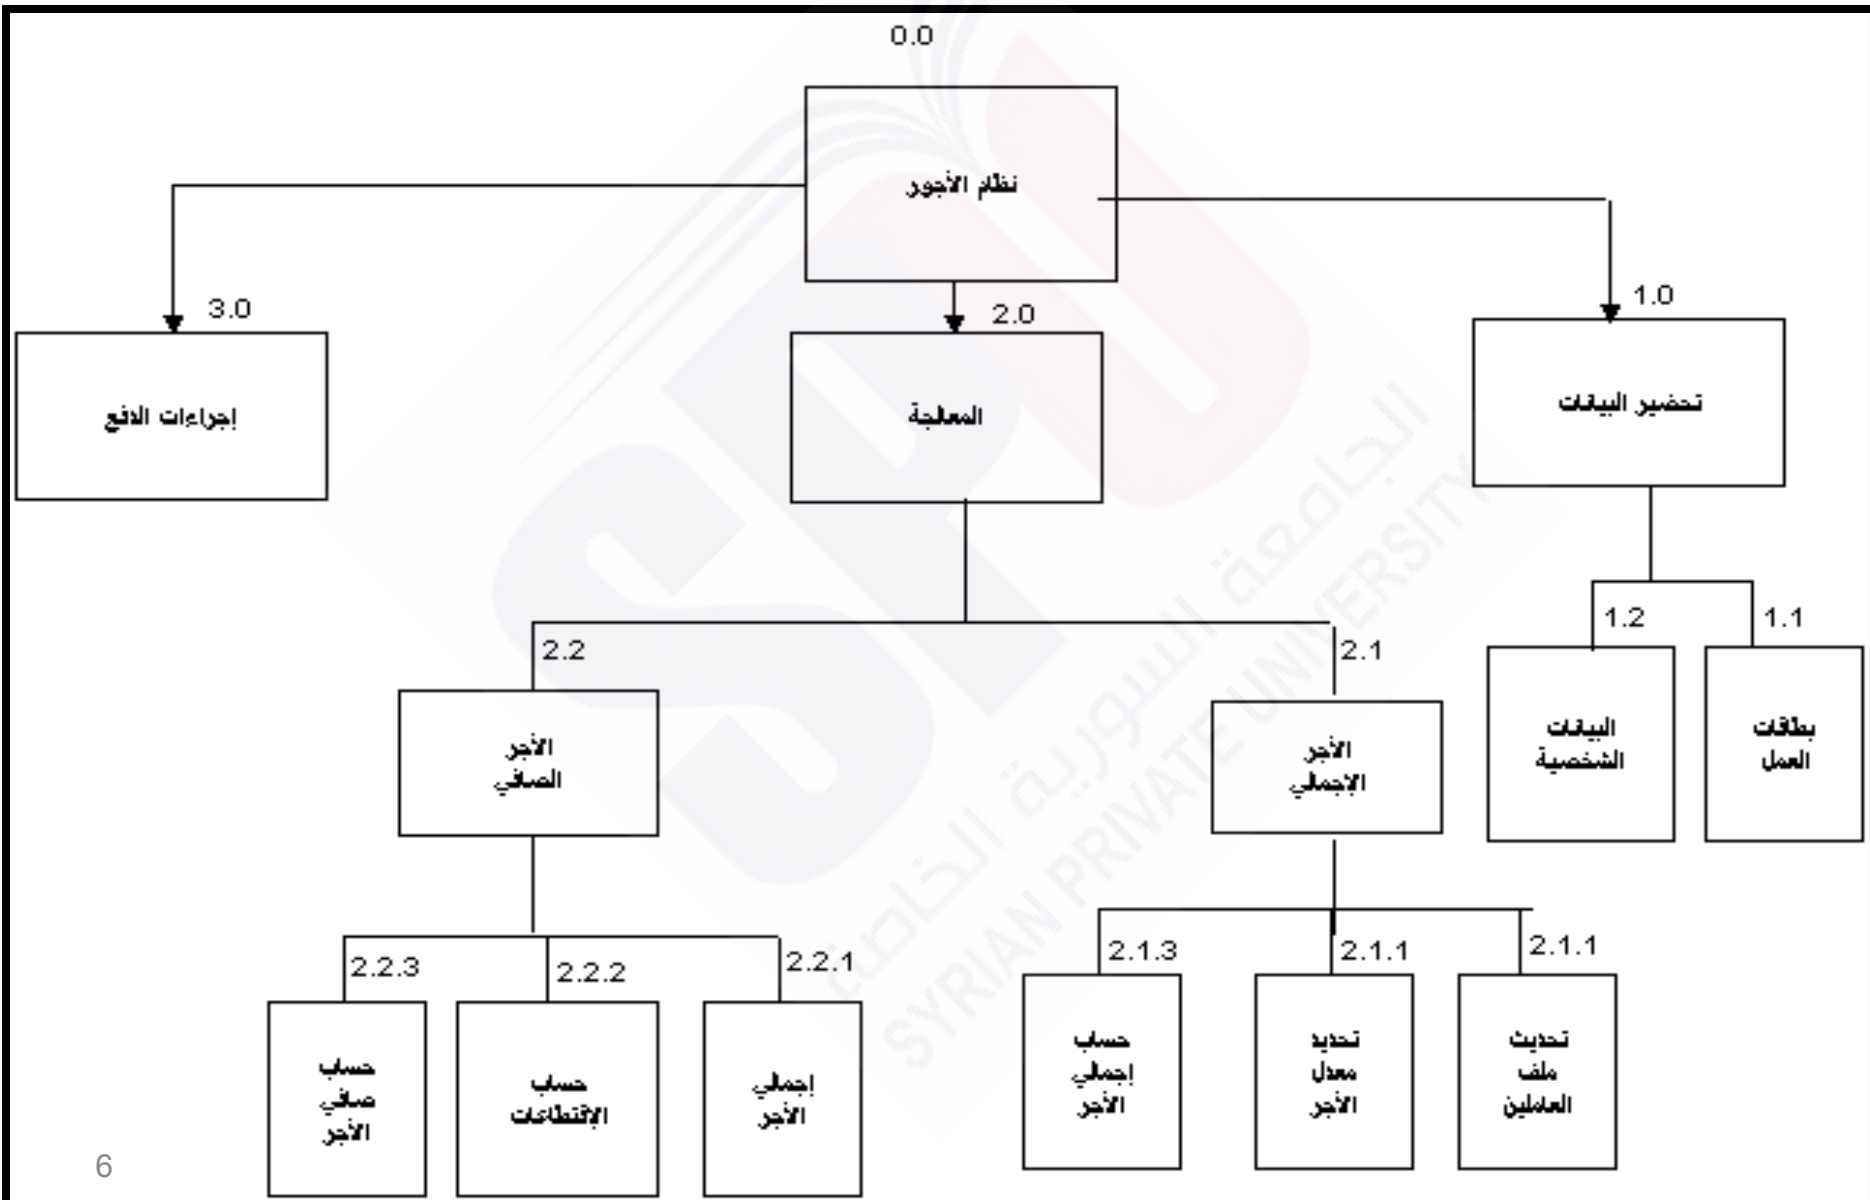 0.0
نظام الأجور
1.0
تحضير البيانات
2.0
المعالجة
3.0
إجراءات الدفع
1.1
بطاقات
العمل
1.2
البيانات
الشخصية
2.1
الأجر
الإجمالي
2.2
الأجر
الصافي
2.1.1
تحديث
ملف
العاملين
2.1.1
تحديد
معدل
الأجر
2.1.3
حساب
إجمالي
الأجر
2.2.1
إجمالي
الأجر
2.2.2
حساب
الإقتطاعات
2.2.3
حساب
صافي
الأجر
الجامعة السورية الخاصة
SYRIAN PRIVATE UNIVERSITY
6